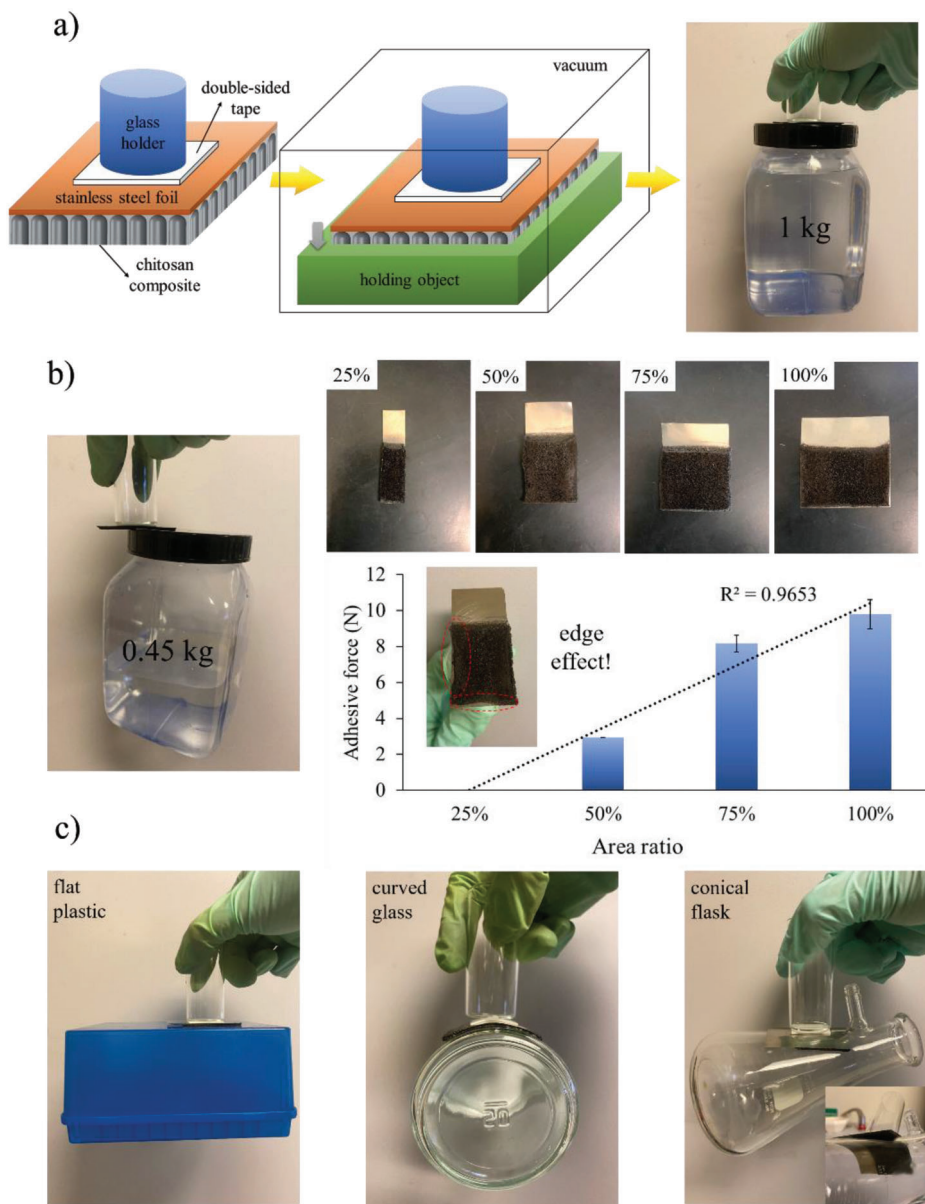 a)
double-sided
tape
vacuum
glass
holder
stainless steel foil
chitosan
composite
holding object
1 kg
b)
25%
50%
75%
100%
0.45 kg
12
10
8
6
4
2
0
Adhesive force (N)
R² = 0.9653
edge
effect!
25%
50%
75%
100%
Area ratio
c)
flat
plastic
curved
glass
conical
flask